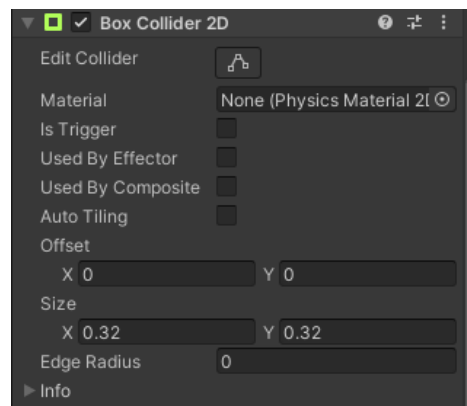 Box Collider 2D
Edit Collider
Material None (Physics Material 2
Is Trigger
Used By Effector
Used By Composite
Auto Tiling
Offset
X 0 Y 0
Size
X 0.32 Y 0.32
Edge Radius 0
Info